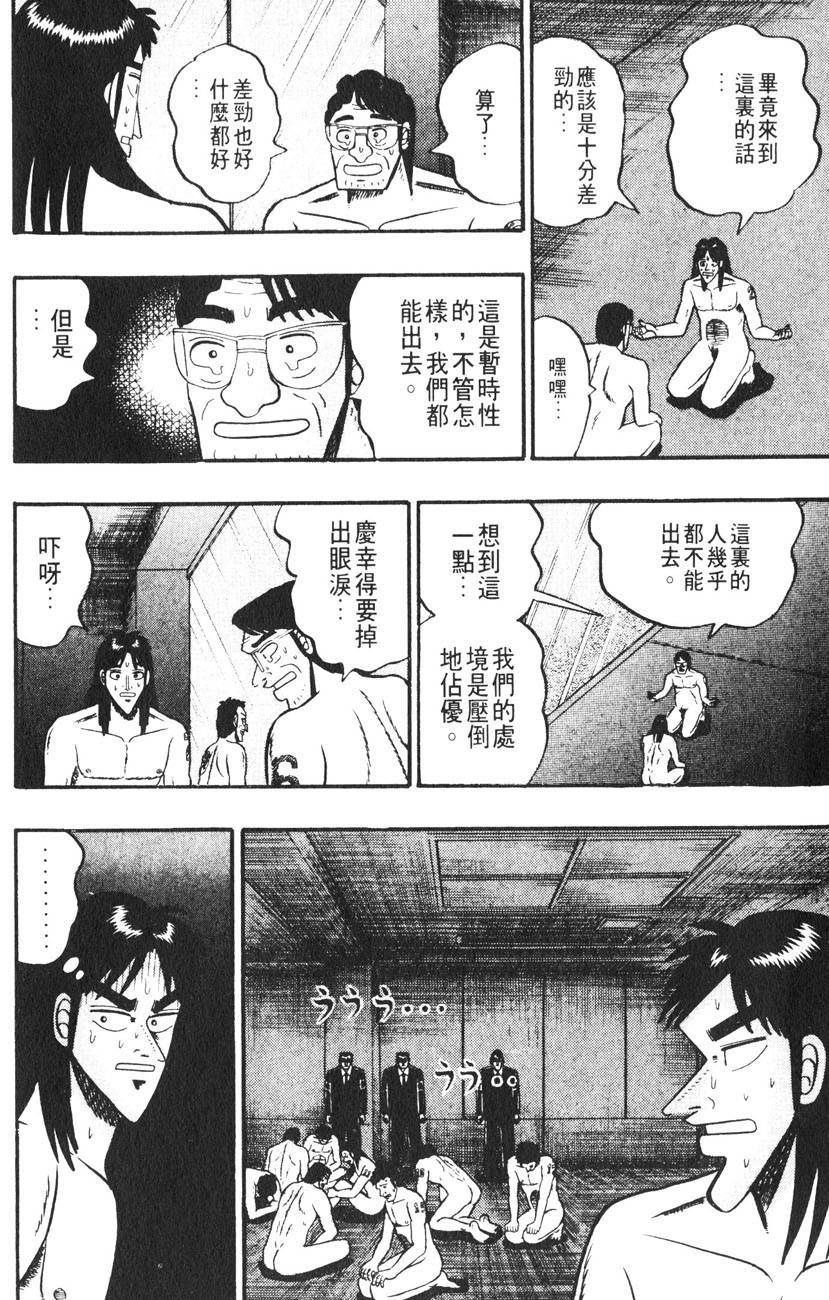 畢竟來到
這裏的話
⋮
應該是十分差
勁的⋯
嘿嘿⋯
算了⋯
差勁也好
什麼都好
⋮
這是暫時性
的，不管怎
樣，我們都
能出去。
但是
⋮
這裏的
人幾乎
都不能
出去。
想到這
一點⋯
我們的處
境是壓倒
地佔優。
慶幸得要掉
出眼淚⋯
吓呀⋯
6
ううう...
うう。。
⋯⋯⋯